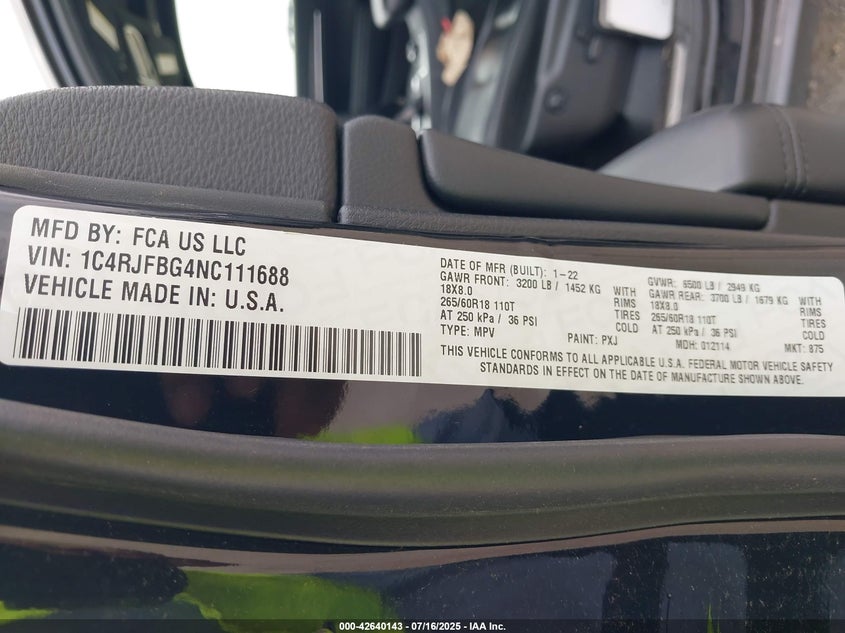 MFD BY: FCA US LLC
VIN: 1C4RJFBG4NC111688
VEHICLE MADE IN: U.S.A.
DATE OF MFR (BUILT): 1-22
GAWR FRONT: 3200 LB / 1452 KG WITH
18X8.0 RIMS
265/60R18 110T TIRES
AT 250 kPa / 36 PSI COLD
TYPE: MPV PAINT: PXJ
GVWR: 6500 LB / 2949 KG
GAWR REAR: 3700 LB / 1679 KG WITH
18X8.0 RIMS
265/60R18 110T TIRES
AT 250 kPa / 36 PSI COLD
MDH: 012114 MKT: 875
THIS VEHICLE CONFORMS TO ALL APPLICABLE U.S.A. FEDERAL MOTOR VEHICLE SAFETY
STANDARDS IN EFFECT ON THE DATE OF MANUFACTURE SHOWN ABOVE.
000-42640143 - 07/16/2025 - IAA Inc.